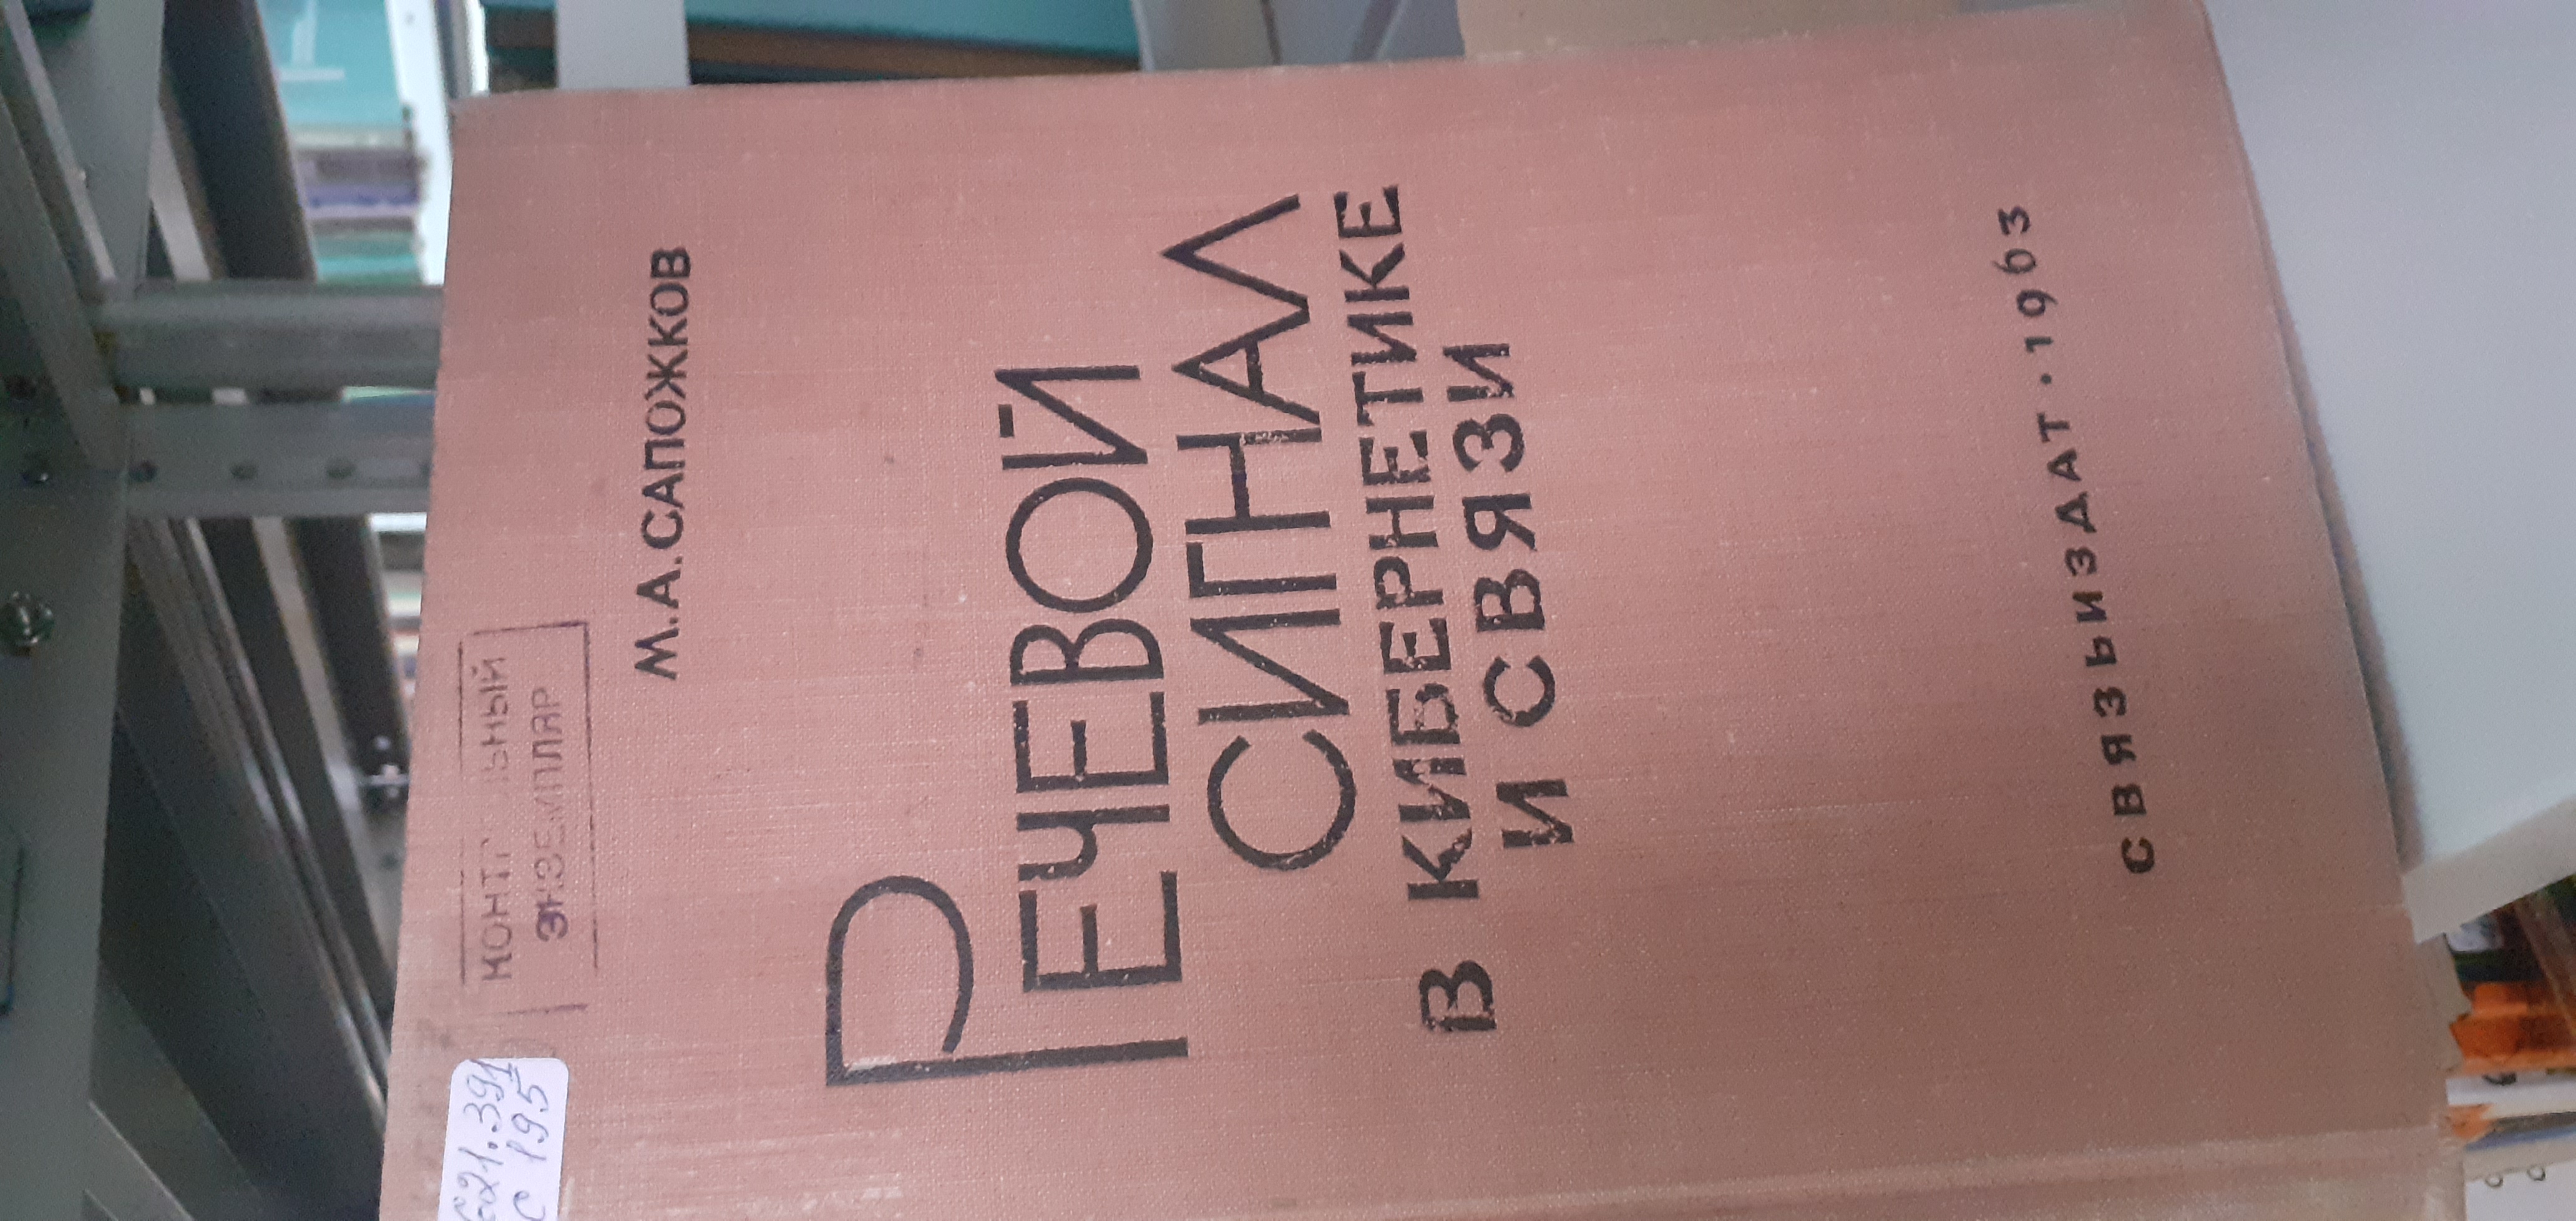 621.391
С 195
ЭКЗЕМПЛЯР
М.А.САПОЖКОВ
РЕЧЕВОЙ
СИГНАЛ
В КИБЕРНЕТИКЕ
И СВЯЗИ
СВЯЗЬИЗДАТ·1963